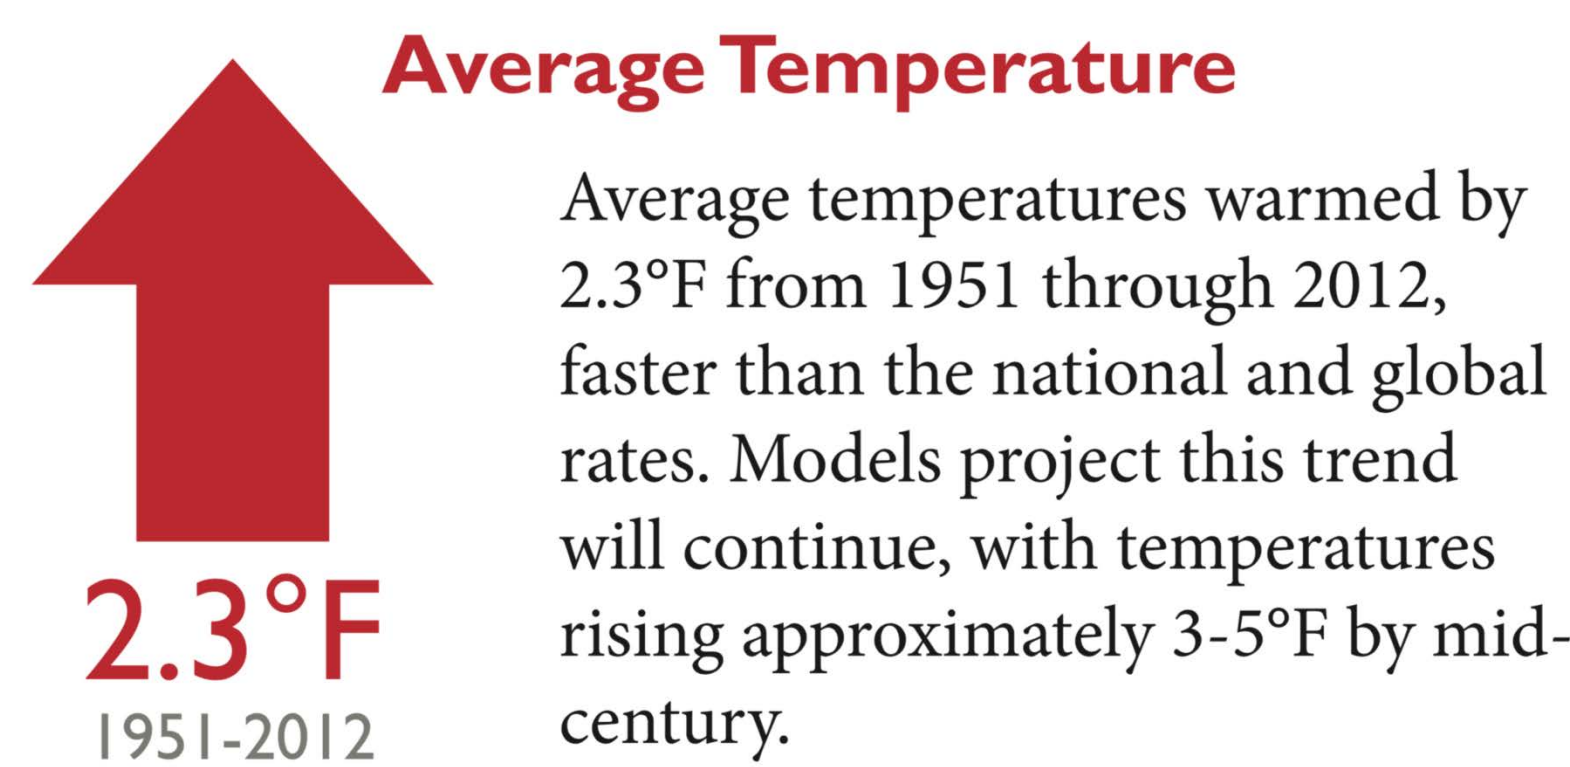 Average Temperature
Average temperatures warmed by
2.3°F from 1951 through 2012,
faster than the national and global
rates. Models project this trend
will continue, with temperatures
rising approximately 3-5°F by mid-
century.
2.3°F
1951-2012